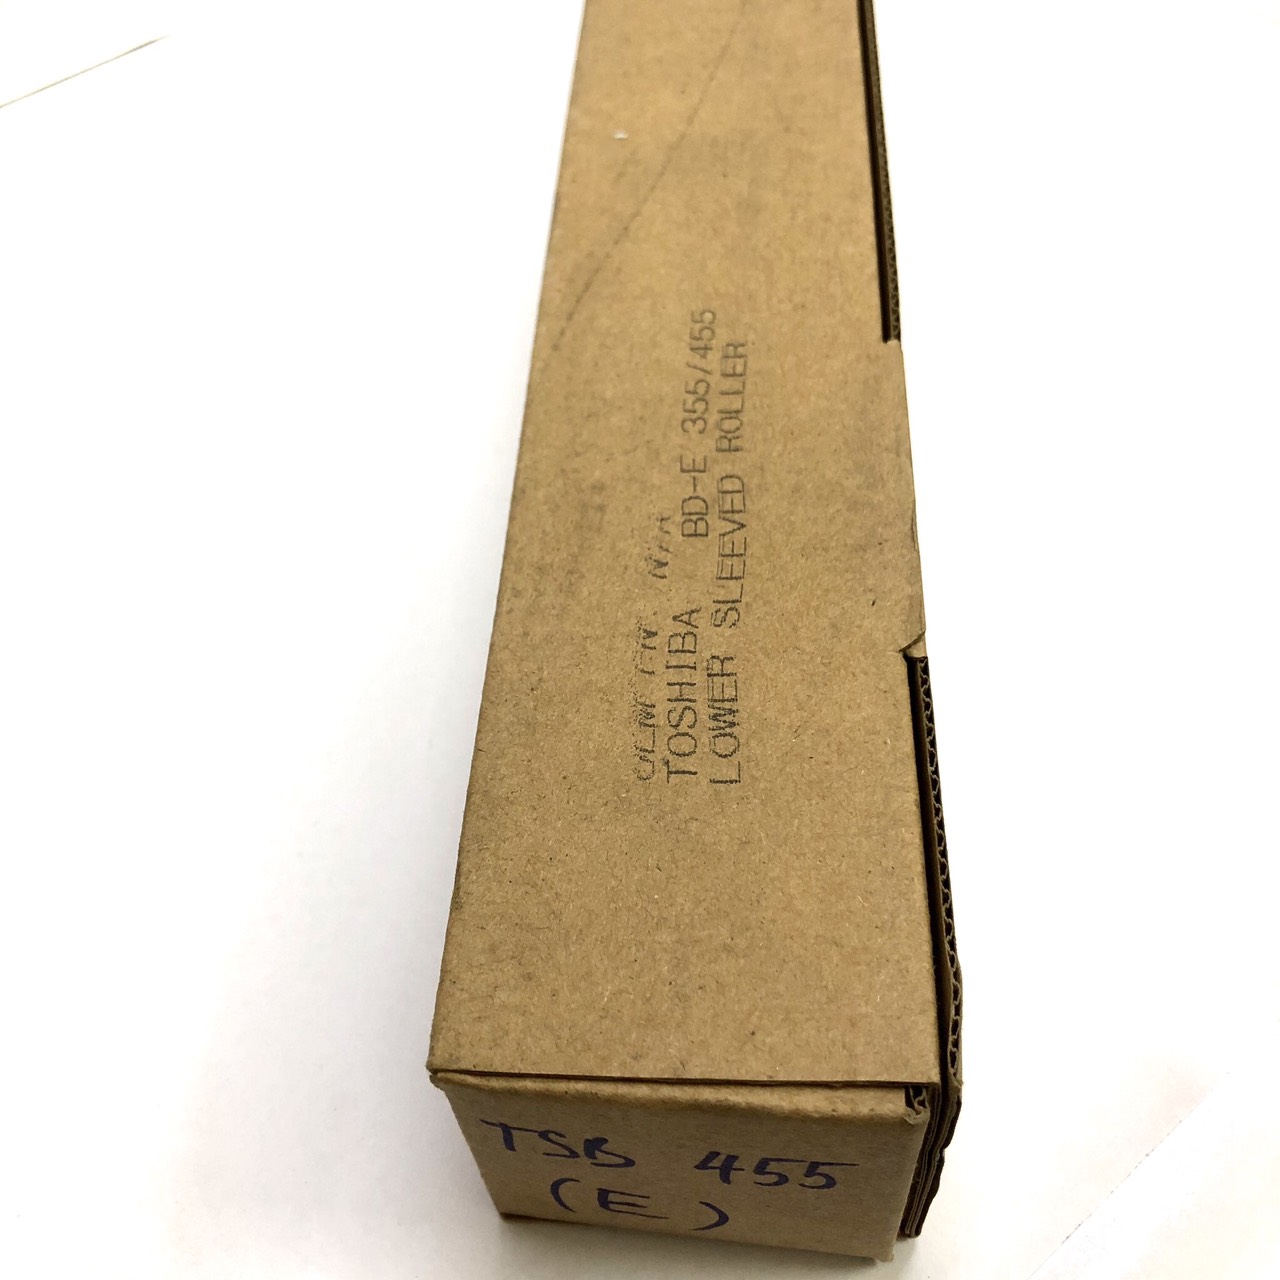 TOSHIBA BD-E 355/455
LOWER SLEEVED ROLLER
TSB 455
(E)